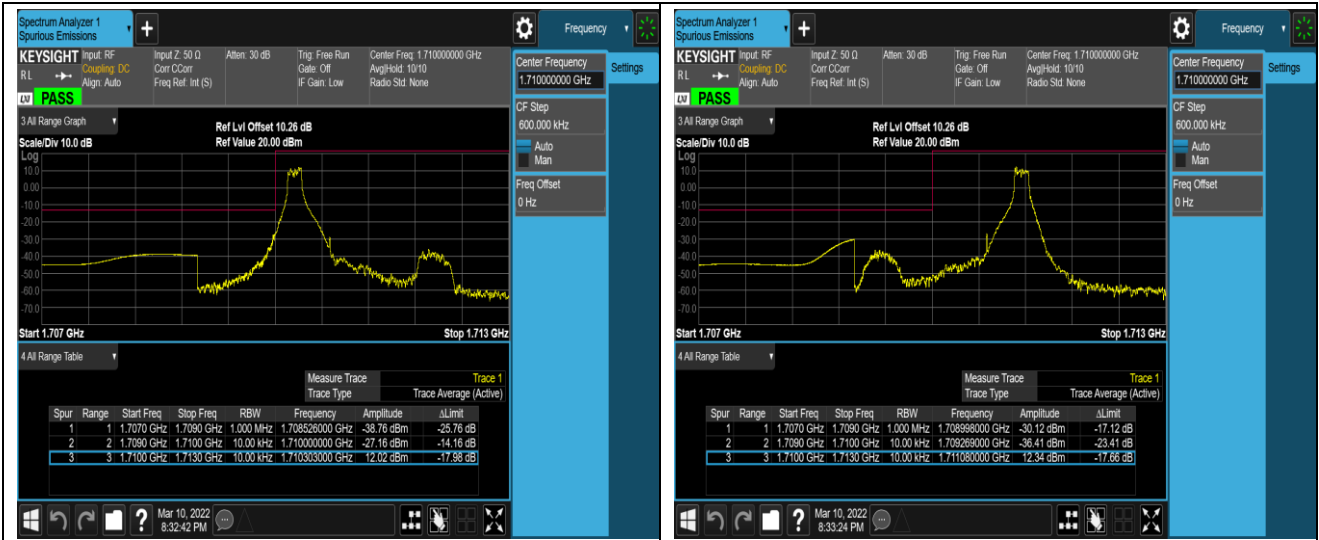 Spectrum Analyzer 1
Spurious Emissions
Frequency
KEYSIGHT Input: RF Input Z: 50 Ω Atten: 30 dB Trig: Free Run Center Freq: 1.710000000 GHz
RL Coupling: DC Corr CCorr Gate: Off Avg|Hold: 10/10
Align: Auto Freq Ref: Int (S) IF Gain: Low Radio Std: None
LXI PASS
3 All Range Graph
Ref Lvl Offset 10.26 dB
Scale/Div 10.0 dB Ref Value 20.00 dBm
Log
10.0
0.00
-10.0
-20.0
-30.0
-40.0
-50.0
-60.0
-70.0
Start 1.707 GHz Stop 1.713 GHz
4 All Range Table
Measure Trace Trace 1
Trace Type Trace Average (Active)
Spur Range Start Freq Stop Freq RBW Frequency Amplitude ΔLimit
1 1 1.7070 GHz 1.7090 GHz 1.000 MHz 1.708526000 GHz -38.76 dBm -25.76 dB
2 2 1.7090 GHz 1.7100 GHz 10.00 kHz 1.710000000 GHz -27.16 dBm -14.16 dB
3 3 1.7100 GHz 1.7130 GHz 10.00 kHz 1.710303000 GHz 12.02 dBm -17.98 dB
Mar 10, 2022
8:32:42 PM
Center Frequency
1.710000000 GHz
Settings
CF Step
600.000 kHz
Auto
Man
Freq Offset
0 Hz
Spectrum Analyzer 1
Spurious Emissions
Frequency
KEYSIGHT Input: RF Input Z: 50 Ω Atten: 30 dB Trig: Free Run Center Freq: 1.710000000 GHz
RL Coupling: DC Corr CCorr Gate: Off Avg|Hold: 10/10
Align: Auto Freq Ref: Int (S) IF Gain: Low Radio Std: None
LXI PASS
3 All Range Graph
Ref Lvl Offset 10.26 dB
Scale/Div 10.0 dB Ref Value 20.00 dBm
Log
10.0
0.00
-10.0
-20.0
-30.0
-40.0
-50.0
-60.0
-70.0
Start 1.707 GHz Stop 1.713 GHz
4 All Range Table
Measure Trace Trace 1
Trace Type Trace Average (Active)
Spur Range Start Freq Stop Freq RBW Frequency Amplitude ΔLimit
1 1 1.7070 GHz 1.7090 GHz 1.000 MHz 1.708998000 GHz -30.12 dBm -17.12 dB
2 2 1.7090 GHz 1.7100 GHz 10.00 kHz 1.709269000 GHz -36.41 dBm -23.41 dB
3 3 1.7100 GHz 1.7130 GHz 10.00 kHz 1.711080000 GHz 12.34 dBm -17.66 dB
Mar 10, 2022
8:33:24 PM
Center Frequency
1.710000000 GHz
Settings
CF Step
600.000 kHz
Auto
Man
Freq Offset
0 Hz